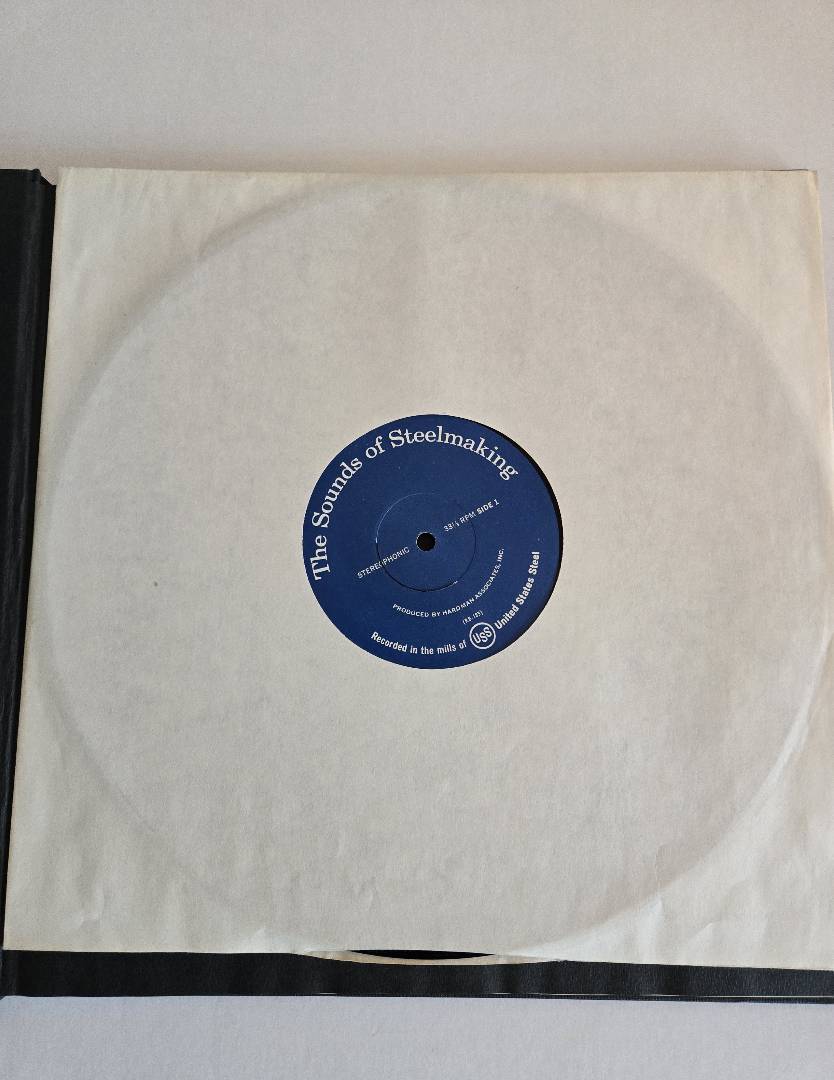 The Sounds of Steelmaking
STEREOPHONIC
33⅓ RPM SIDE 1
PRODUCED BY HARDMAN ASSOCIATES, INC.
Recorded in the mills of USS United States Steel